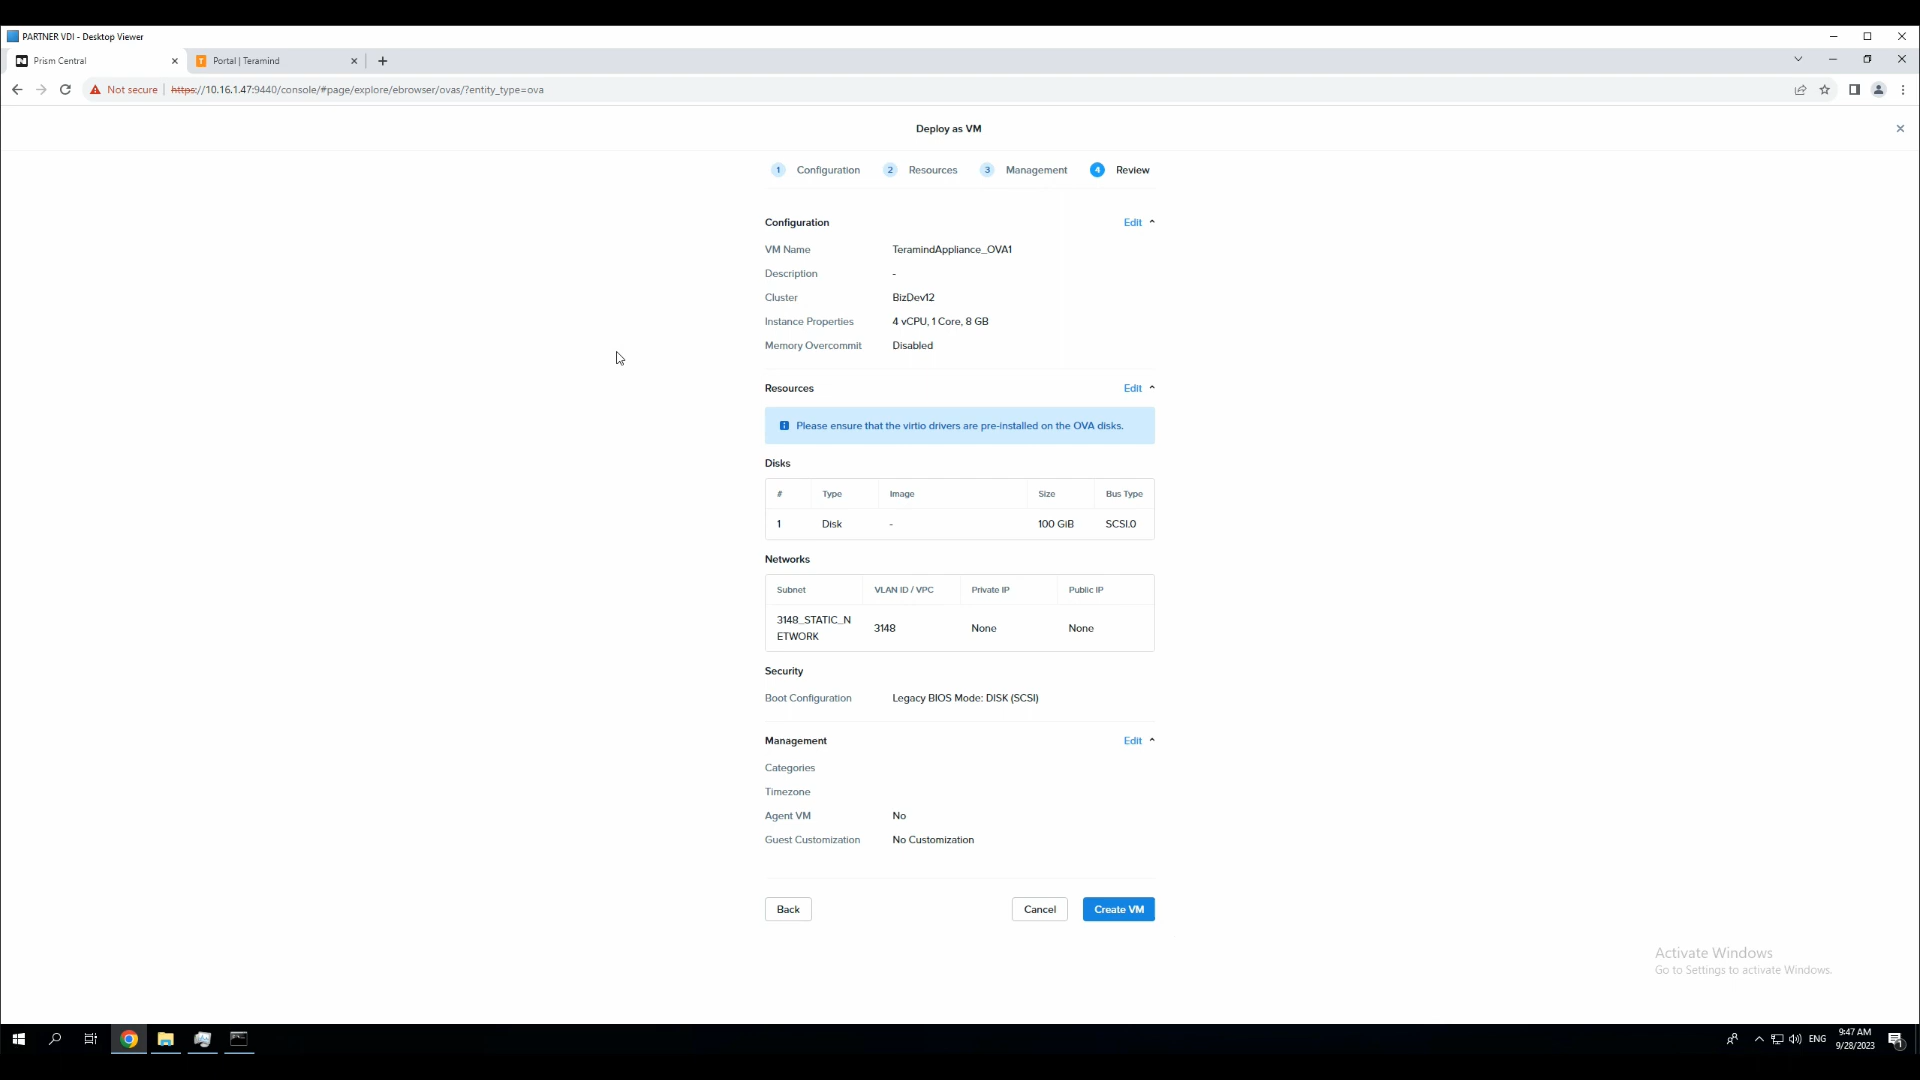 PARTNER VDI - Desktop Viewer
Prism Central
Portal | Teramind
Not secure
https://10.16.1.47:9440/console/#page/explore/ebrowser/ovas/?entity_type=ova
Deploy as VM
1 Configuration 2 Resources 3 Management 4 Review
Configuration Edit
VM Name TeramindAppliance_OVA1
Description -
Cluster BizDev12
Instance Properties 4 vCPU, 1 Core, 8 GB
Memory Overcommit Disabled
Resources Edit
Please ensure that the virtio drivers are pre-installed on the OVA disks.
Disks
# Type Image Size Bus Type
1 Disk - 100 GiB SCSI.0
Networks
Subnet VLAN ID / VPC Private IP Public IP
3148_STATIC_N
ETWORK 3148 None None
Security
Boot Configuration Legacy BIOS Mode: DISK (SCSI)
Management Edit
Categories
Timezone
Agent VM No
Guest Customization No Customization
Back Cancel Create VM
Activate Windows
Go to Settings to activate Windows.
ENG
9:47 AM
9/28/2023
1